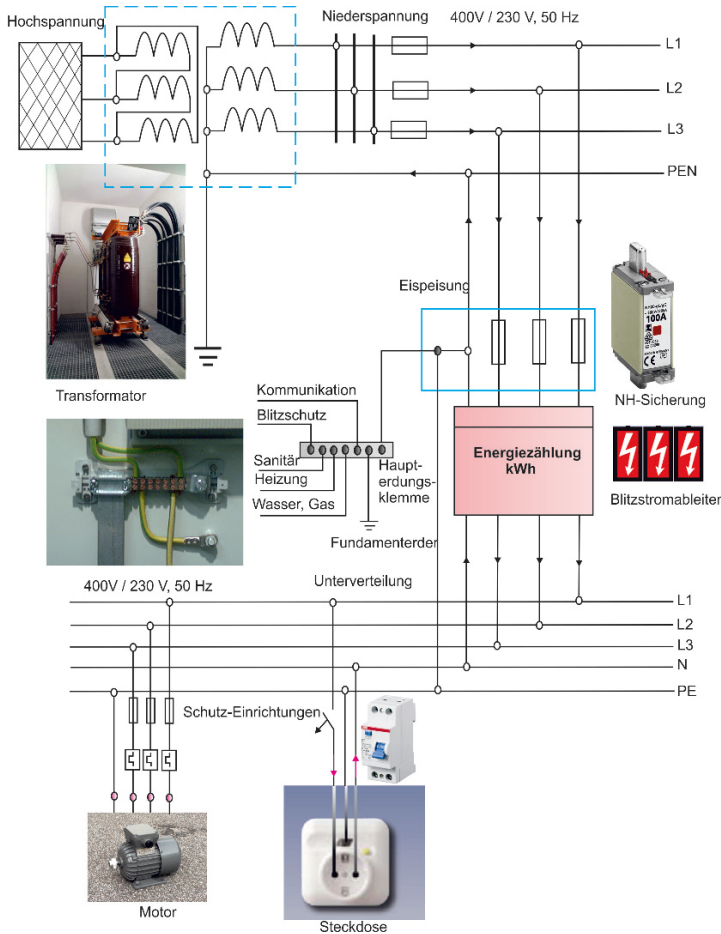 Hochspannung
Niederspannung
400V / 230 V, 50 Hz
L1
L2
L3
PEN
Eispeisung
Transformator
100A
NH-Sicherung
Kommunikation
Blitzschutz
Sanitär
Heizung
Wasser, Gas
Haupt-
erdungs-
klemme
Fundamenterder
Energiezählung
kWh
Blitzstromableiter
400V / 230 V, 50 Hz
Unterverteilung
L1
L2
L3
N
PE
Schutz-Einrichtungen
Motor
Steckdose